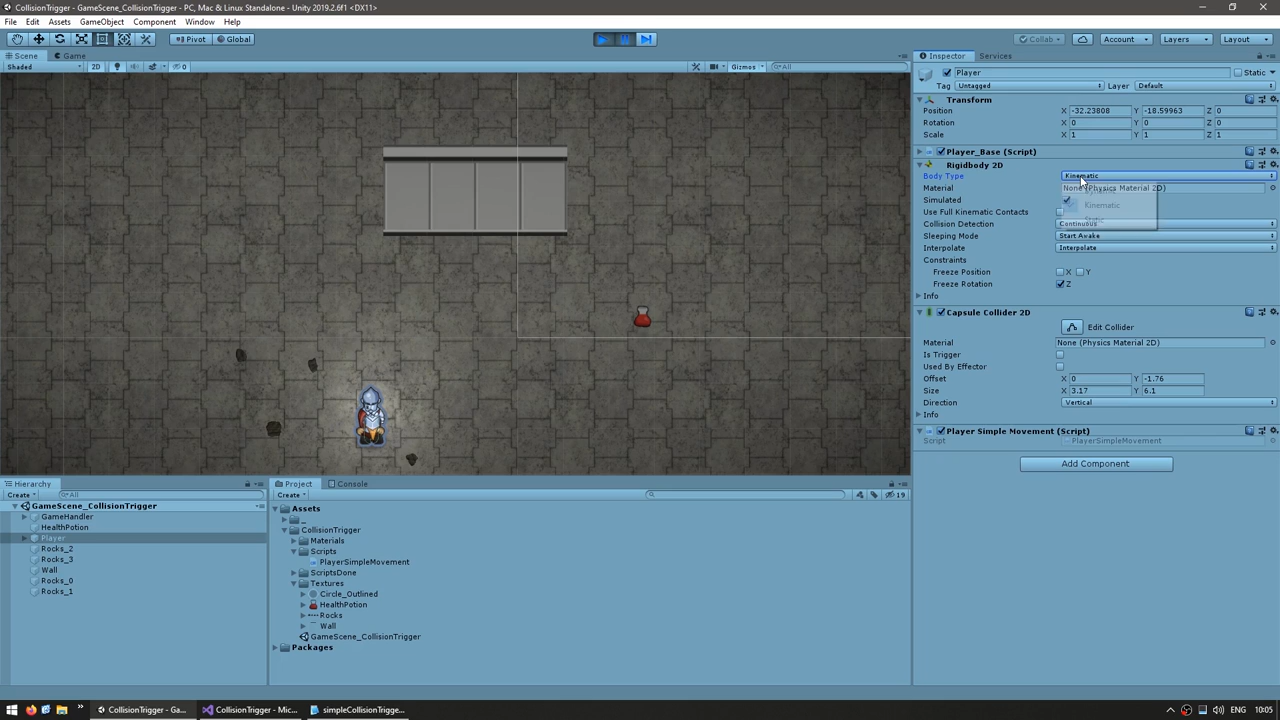 CollisionTrigger - GameScene_CollisionTrigger - PC, Mac & Linux Standalone - Unity 2019.2.6f1 <DX11>
File Edit Assets GameObject Component Window Help
Pivot Global Collab Account Layers Layout
Scene Game
Shaded 2D 0 Gizmos All
Inspector Services
Player Static
Tag Untagged Layer Default
Transform
Position X -32.23808 Y -18.59963 Z 0
Rotation X 0 Y 0 Z 0
Scale X 1 Y 1 Z 1
Player_Base (Script)
Rigidbody 2D
Body Type Kinematic
Material None (Physics Material 2D)
Simulated
Kinematic
Use Full Kinematic Contacts
Static
Collision Detection Continuous
Sleeping Mode Start Awake
Interpolate Interpolate
Constraints
Freeze Position X Y
Freeze Rotation Z
Info
Capsule Collider 2D
Edit Collider
Material None (Physics Material 2D)
Is Trigger
Used By Effector
Offset X 0 Y -1.76
Size X 3.17 Y 6.1
Direction Vertical
Info
Player Simple Movement (Script)
Script PlayerSimpleMovement
Add Component
Hierarchy
Create All
GameScene_CollisionTrigger
GameHandler
HealthPotion
Player
Rocks_2
Rocks_3
Wall
Rocks_0
Rocks_1
Project Console
Create 19
Assets
_
CollisionTrigger
Materials
Scripts
PlayerSimpleMovement
ScriptsDone
Textures
Circle_Outlined
HealthPotion
Rocks
Wall
GameScene_CollisionTrigger
Packages
CollisionTrigger - Ga... CollisionTrigger - Mic... simpleCollisionTrigge... ENG 10:05